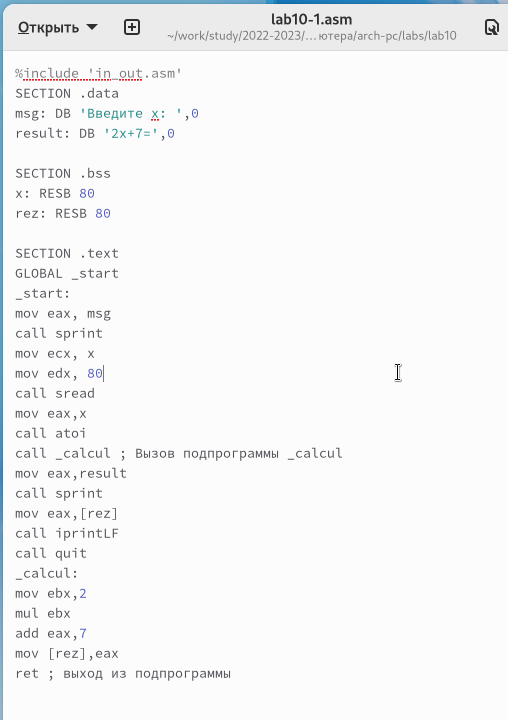 Открыть
lab10-1.asm
~/work/study/2022-2023/... ютера/arch-pc/labs/lab10
%include 'in_out.asm'
SECTION .data
msg: DB 'Введите x: ',0
result: DB '2x+7=',0
SECTION .bss
x: RESB 80
rez: RESB 80
SECTION .text
GLOBAL _start
_start:
mov eax, msg
call sprint
mov ecx, x
mov edx, 80
call sread
mov eax,x
call atoi
call _calcul ; Вызов подпрограммы _calcul
mov eax,result
call sprint
mov eax,[rez]
call iprintLF
call quit
_calcul:
mov ebx,2
mul ebx
add eax,7
mov [rez],eax
ret ; выход из подпрограммы